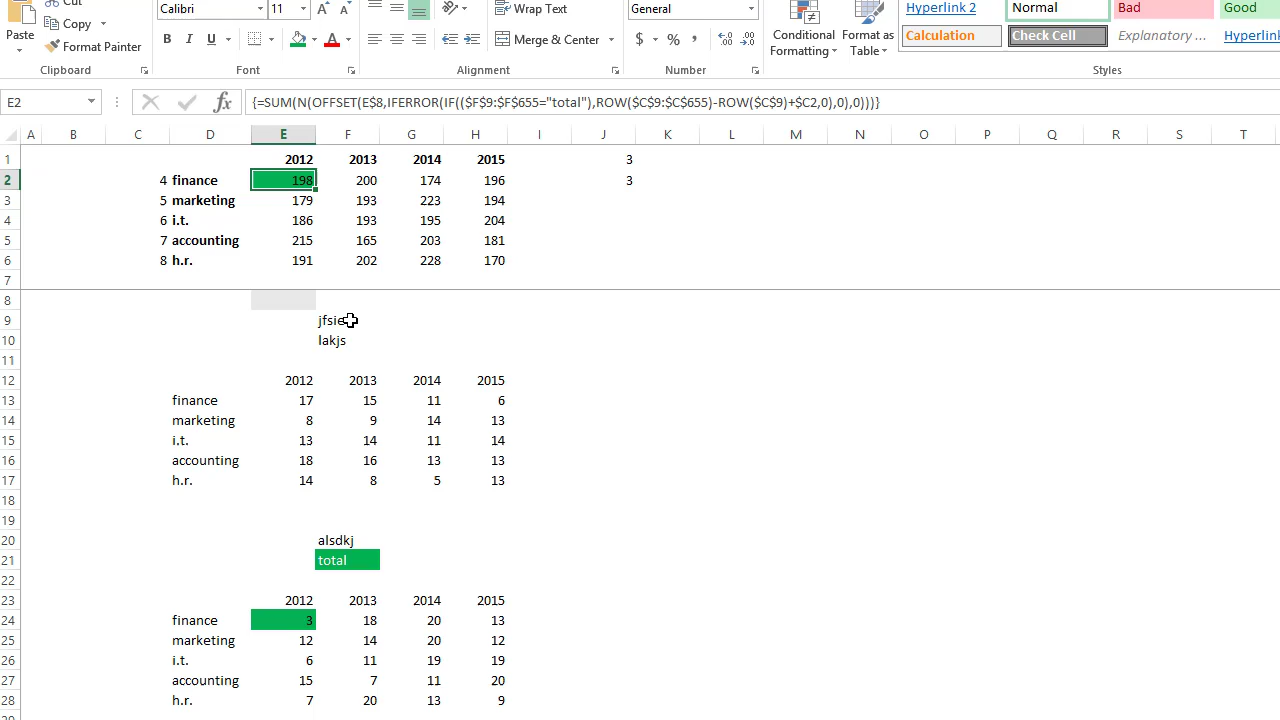 Cut
Calibri 11 A A Wrap Text General Hyperlink 2 Normal Bad Good
Paste Copy Format Painter B I U A Merge & Center $ % , Conditional Formatting Format as Table Calculation Check Cell Explanatory ... Hyperlink
Clipboard Font Alignment Number Styles
E2 fx {=SUM(N(OFFSET(E$8,IFERROR(IF(($F$9:$F$655="total"),ROW($C$9:$C$655)-ROW($C$9)+$C2,0),0),0)))}
A B C D E F G H I J K L M N O P Q R S T
1 2012 2013 2014 2015 3
2 4 finance 198 200 174 196 3
3 5 marketing 179 193 223 194
4 6 i.t. 186 193 195 204
5 7 accounting 215 165 203 181
6 8 h.r. 191 202 228 170
7
8
9 jfsie
10 lakjs
11
12 2012 2013 2014 2015
13 finance 17 15 11 6
14 marketing 8 9 14 13
15 i.t. 13 14 11 14
16 accounting 18 16 13 13
17 h.r. 14 8 5 13
18
19
20 alsdkj
21 total
22
23 2012 2013 2014 2015
24 finance 3 18 20 13
25 marketing 12 14 20 12
26 i.t. 6 11 19 19
27 accounting 15 7 11 20
28 h.r. 7 20 13 9